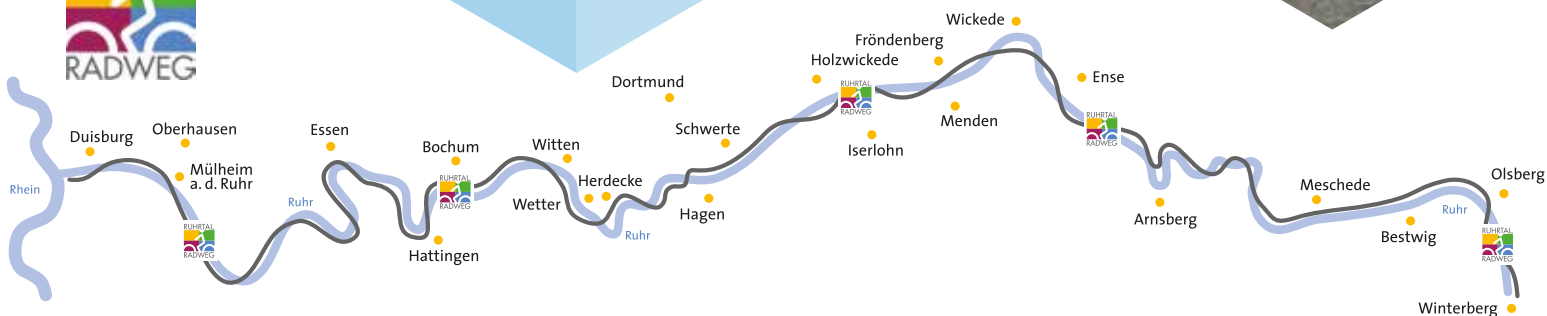 RADWEG
Wickede
Fröndenberg
Holzwickede
Ense
Dortmund
RUHRTAL
RADWEG
Menden
RUHRTAL
RADWEG
Iserlohn
Schwerte
Essen
Oberhausen
Duisburg
Mülheim
a. d. Ruhr
Bochum
Witten
Herdecke
RUHRTAL
RADWEG
Wetter
Hagen
Rhein
Ruhr
Ruhr
RUHRTAL
RADWEG
Hattingen
Arnsberg
Meschede
Olsberg
Ruhr
Bestwig
RUHRTAL
RADWEG
Winterberg